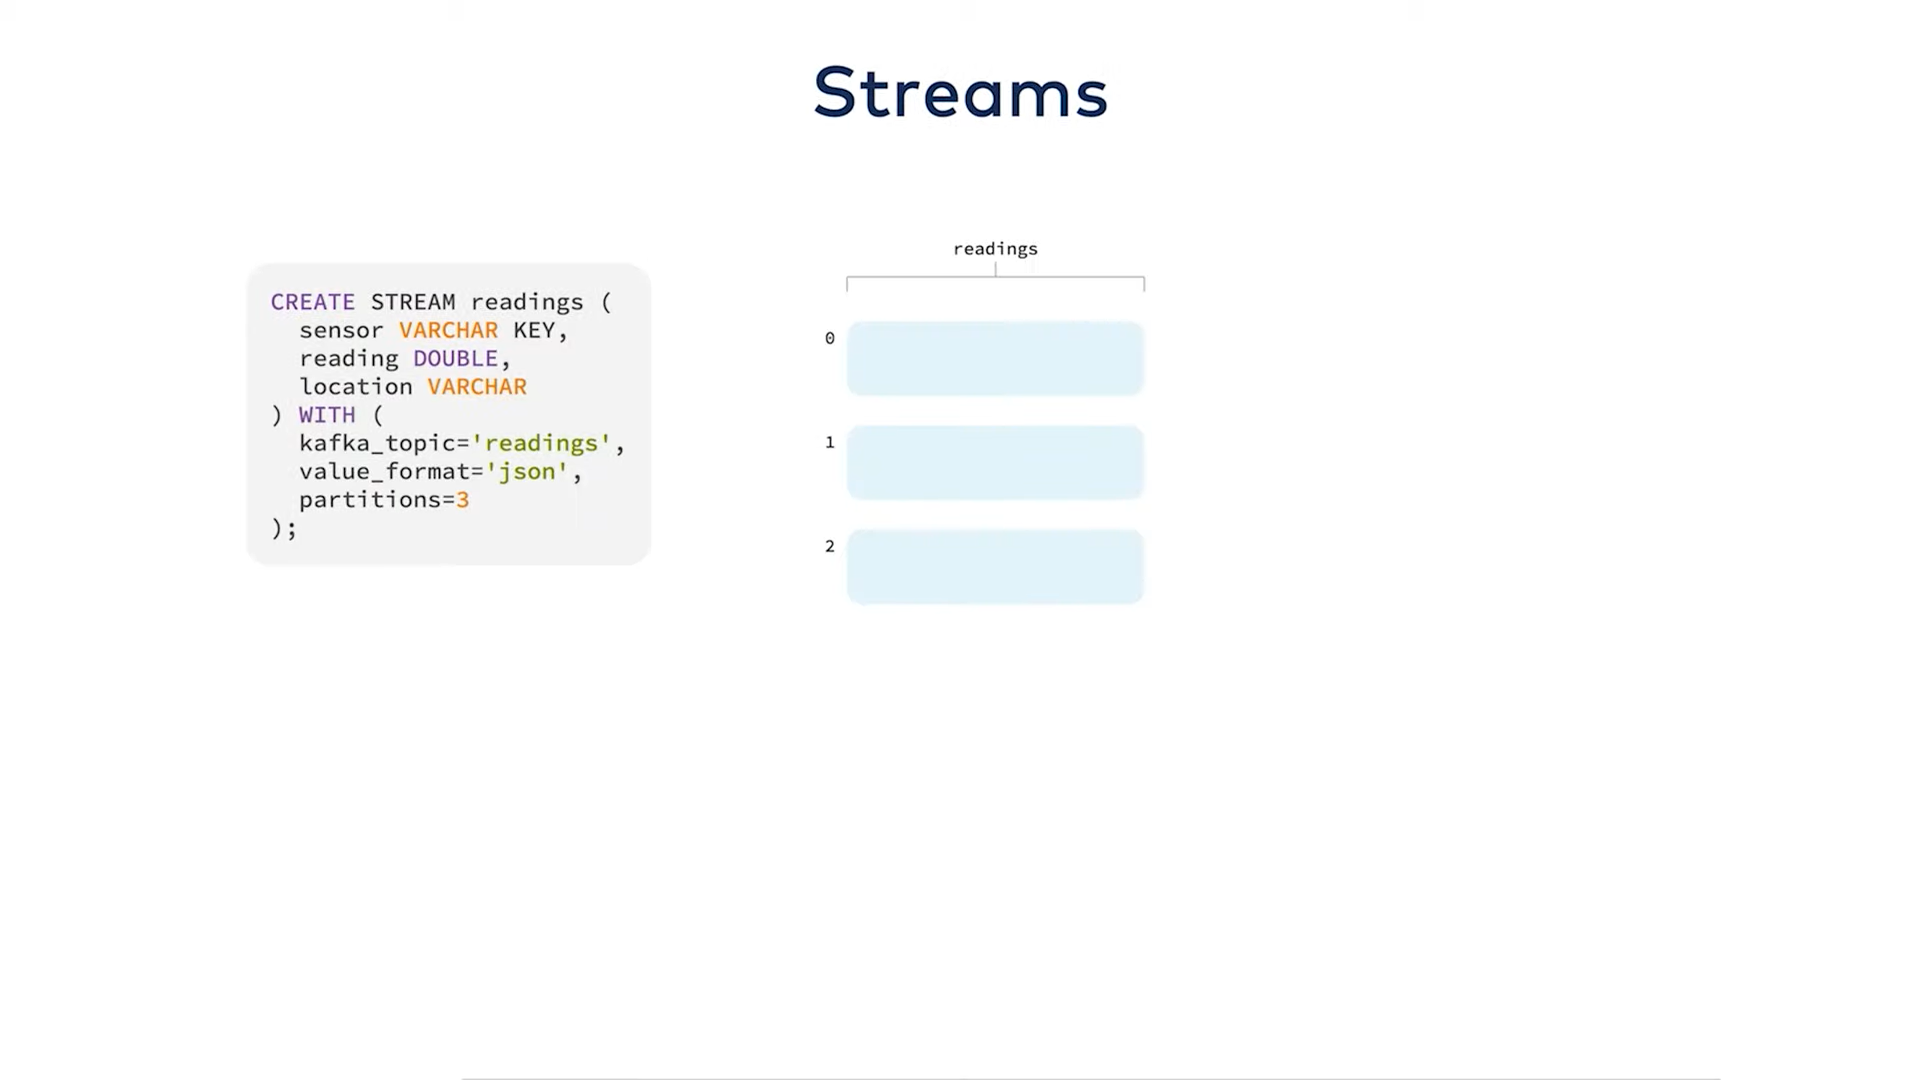 Streams
CREATE STREAM readings (
  sensor VARCHAR KEY,
  reading DOUBLE,
  location VARCHAR
) WITH (
  kafka_topic='readings',
  value_format='json',
  partitions=3
);
readings
0
1
2